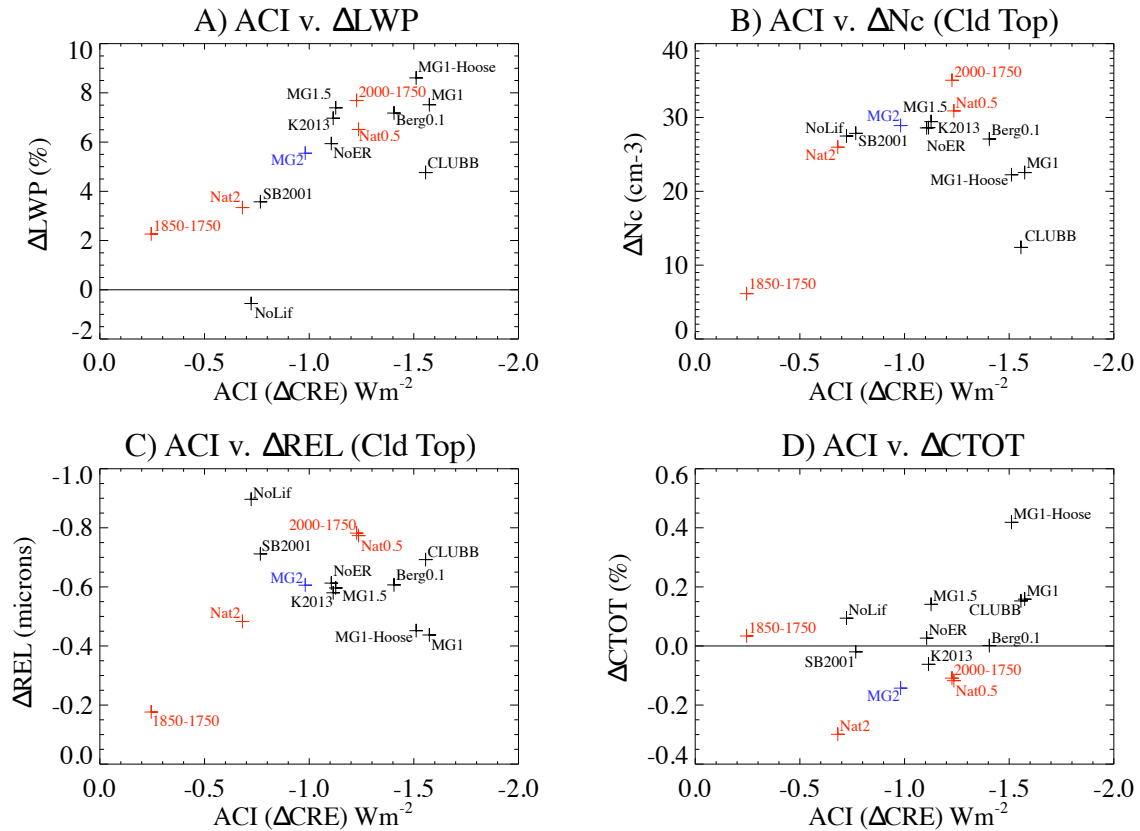 A) ACI v. ΔLWP
10
8
6
4
2
0
-2
ΔLWP (%)
MG1-Hoose
2000-1750
MG1.5
MG1
K2013
Berg0.1
Nat0.5
NoER
MG2
CLUBB
Nat2
SB2001
1850-1750
NoLif
0.0 -0.5 -1.0 -1.5 -2.0
ACI (ΔCRE) Wm-2
B) ACI v. ΔNc (Cld Top)
40
30
20
10
0
ΔNc (cm-3)
2000-1750
Nat0.5
MG1.5
MG2
NoLif
K2013
Berg0.1
SB2001
NoER
Nat2
MG1
MG1-Hoose
CLUBB
1850-1750
0.0 -0.5 -1.0 -1.5 -2.0
ACI (ΔCRE) Wm-2
C) ACI v. ΔREL (Cld Top)
-1.0
-0.8
-0.6
-0.4
-0.2
0.0
ΔREL (microns)
NoLif
2000-1750
SB2001
Nat0.5
CLUBB
NoER
MG2
Berg0.1
K2013
MG1.5
Nat2
MG1-Hoose
MG1
1850-1750
0.0 -0.5 -1.0 -1.5 -2.0
ACI (ΔCRE) Wm-2
D) ACI v. ΔCTOT
0.6
0.4
0.2
0.0
-0.2
-0.4
ΔCTOT (%)
MG1-Hoose
MG1
MG1.5
CLUBB
NoLif
1850-1750
NoER
Berg0.1
SB2001
K2013
2000-1750
MG2
Nat0.5
Nat2
0.0 -0.5 -1.0 -1.5 -2.0
ACI (ΔCRE) Wm-2